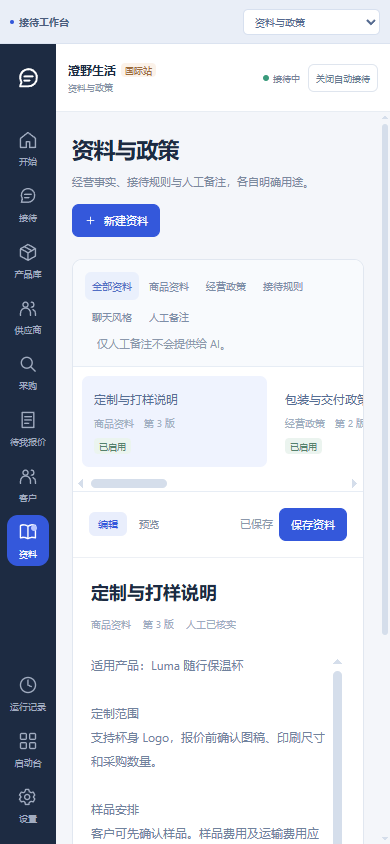 接待工作台
资料与政策
澄野生活 国际站
资料与政策
接待中
关闭自动接待
开始
接待
产品库
供应商
采购
待我报价
客户
资料
运行记录
启动台
设置
资料与政策
经营事实、接待规则与人工备注，各自明确用途。
+ 新建资料
全部资料 商品资料 经营政策 接待规则
聊天风格 人工备注
仅人工备注不会提供给 AI。
定制与打样说明
商品资料 第 3 版
已启用
包装与交付政策
经营政策 第 2 版
已启用
编辑 预览 已保存 保存资料
定制与打样说明
商品资料 第 3 版 人工已核实
适用产品：Luma 随行保温杯
定制范围
支持杯身 Logo，报价前确认图稿、印刷尺寸
和采购数量。
样品安排
客户可先确认样品。样品费用及运输费用应